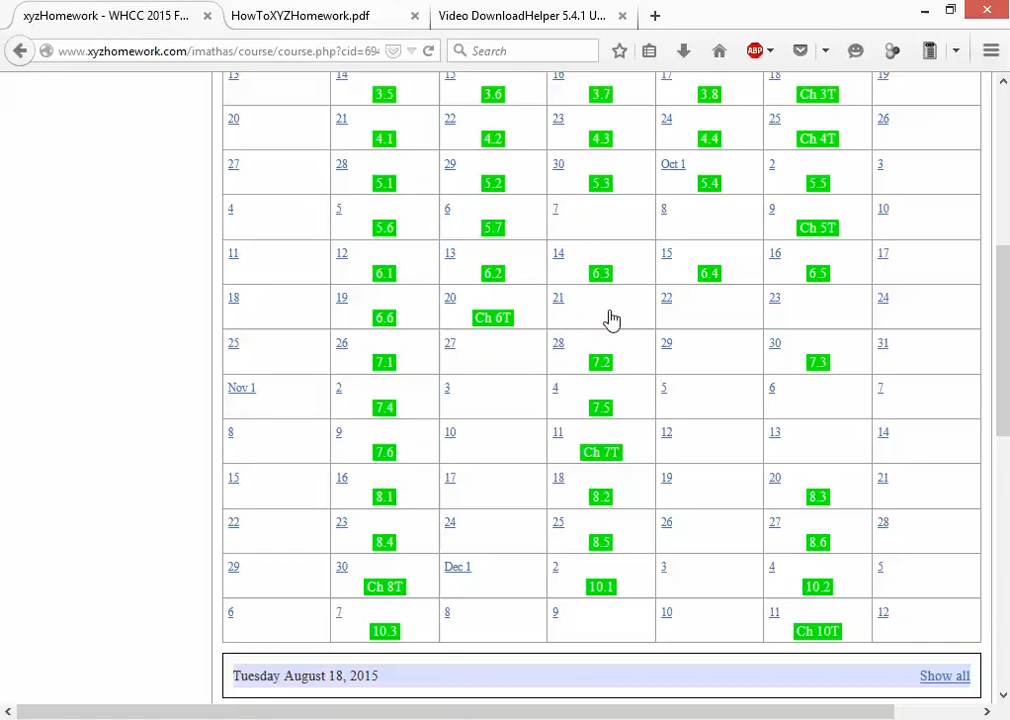 xyzHomework - WHCC 2015 F...
HowToXYZHomework.pdf
Video DownloadHelper 5.4.1 U...
www.xyzhomework.com/imathas/course/course.php?cid=694
Search
ABP
13 14 15 16 17 18 19
3.5 3.6 3.7 3.8 Ch 3T
20 21 22 23 24 25 26
4.1 4.2 4.3 4.4 Ch 4T
27 28 29 30 Oct 1 2 3
5.1 5.2 5.3 5.4 5.5
4 5 6 7 8 9 10
5.6 5.7 Ch 5T
11 12 13 14 15 16 17
6.1 6.2 6.3 6.4 6.5
18 19 20 21 22 23 24
6.6 Ch 6T
25 26 27 28 29 30 31
7.1 7.2 7.3
Nov 1 2 3 4 5 6 7
7.4 7.5
8 9 10 11 12 13 14
7.6 Ch 7T
15 16 17 18 19 20 21
8.1 8.2 8.3
22 23 24 25 26 27 28
8.4 8.5 8.6
29 30 Dec 1 2 3 4 5
Ch 8T 10.1 10.2
6 7 8 9 10 11 12
10.3 Ch 10T
Tuesday August 18, 2015 Show all